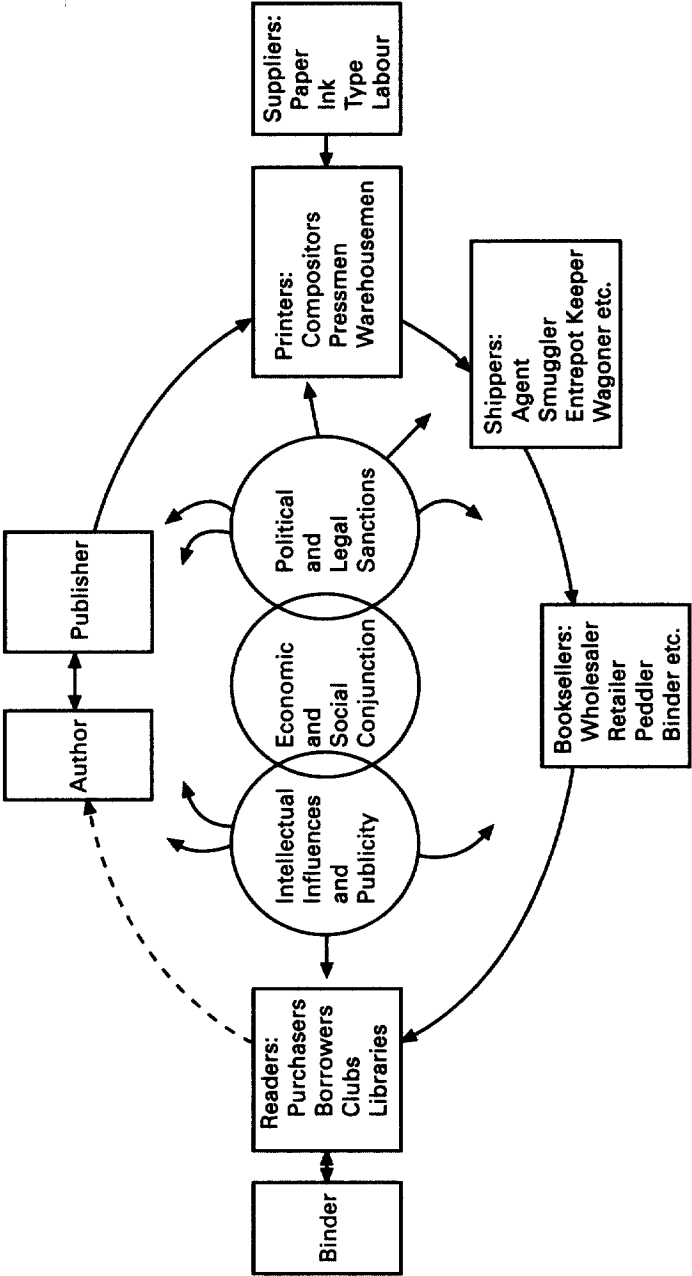 Author
Publisher
Suppliers:
Paper
Ink
Type
Labour
Printers:
Compositors
Pressmen
Warehousemen
Political
and
Legal
Sanctions
Economic
and
Social
Conjunction
Intellectual
Influences
and
Publicity
Readers:
Purchasers
Borrowers
Clubs
Libraries
Binder
Shippers:
Agent
Smuggler
Entrepot Keeper
Wagoner etc.
Booksellers:
Wholesaler
Retailer
Peddler
Binder etc.